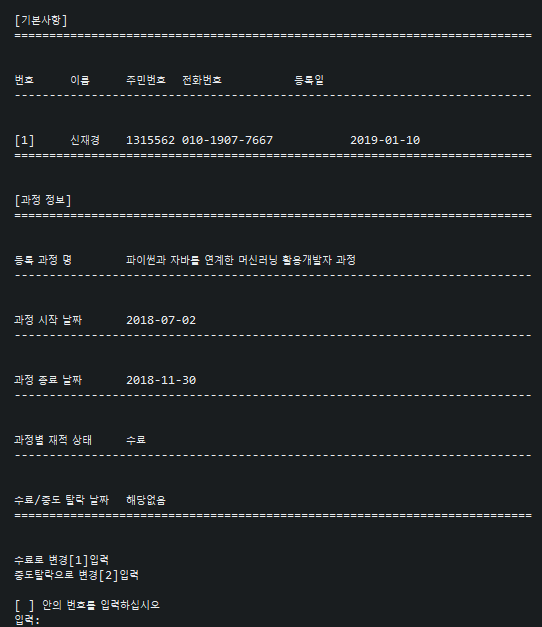 [기본사항]
==========================================================================
번호 이름 주민번호 전화번호 등록일
--------------------------------------------------------------------------
[1] 신재경 1315562 010-1907-7667 2019-01-10
==========================================================================
[과정 정보]
==========================================================================
등록 과정 명 파이썬과 자바를 연계한 머신러닝 활용개발자 과정
--------------------------------------------------------------------------
과정 시작 날짜 2018-07-02
--------------------------------------------------------------------------
과정 종료 날짜 2018-11-30
--------------------------------------------------------------------------
과정별 재적 상태 수료
--------------------------------------------------------------------------
수료/중도 탈락 날짜 해당없음
==========================================================================
수료로 변경[1]입력
중도탈락으로 변경[2]입력
[ ] 안의 번호를 입력하십시오
입력: